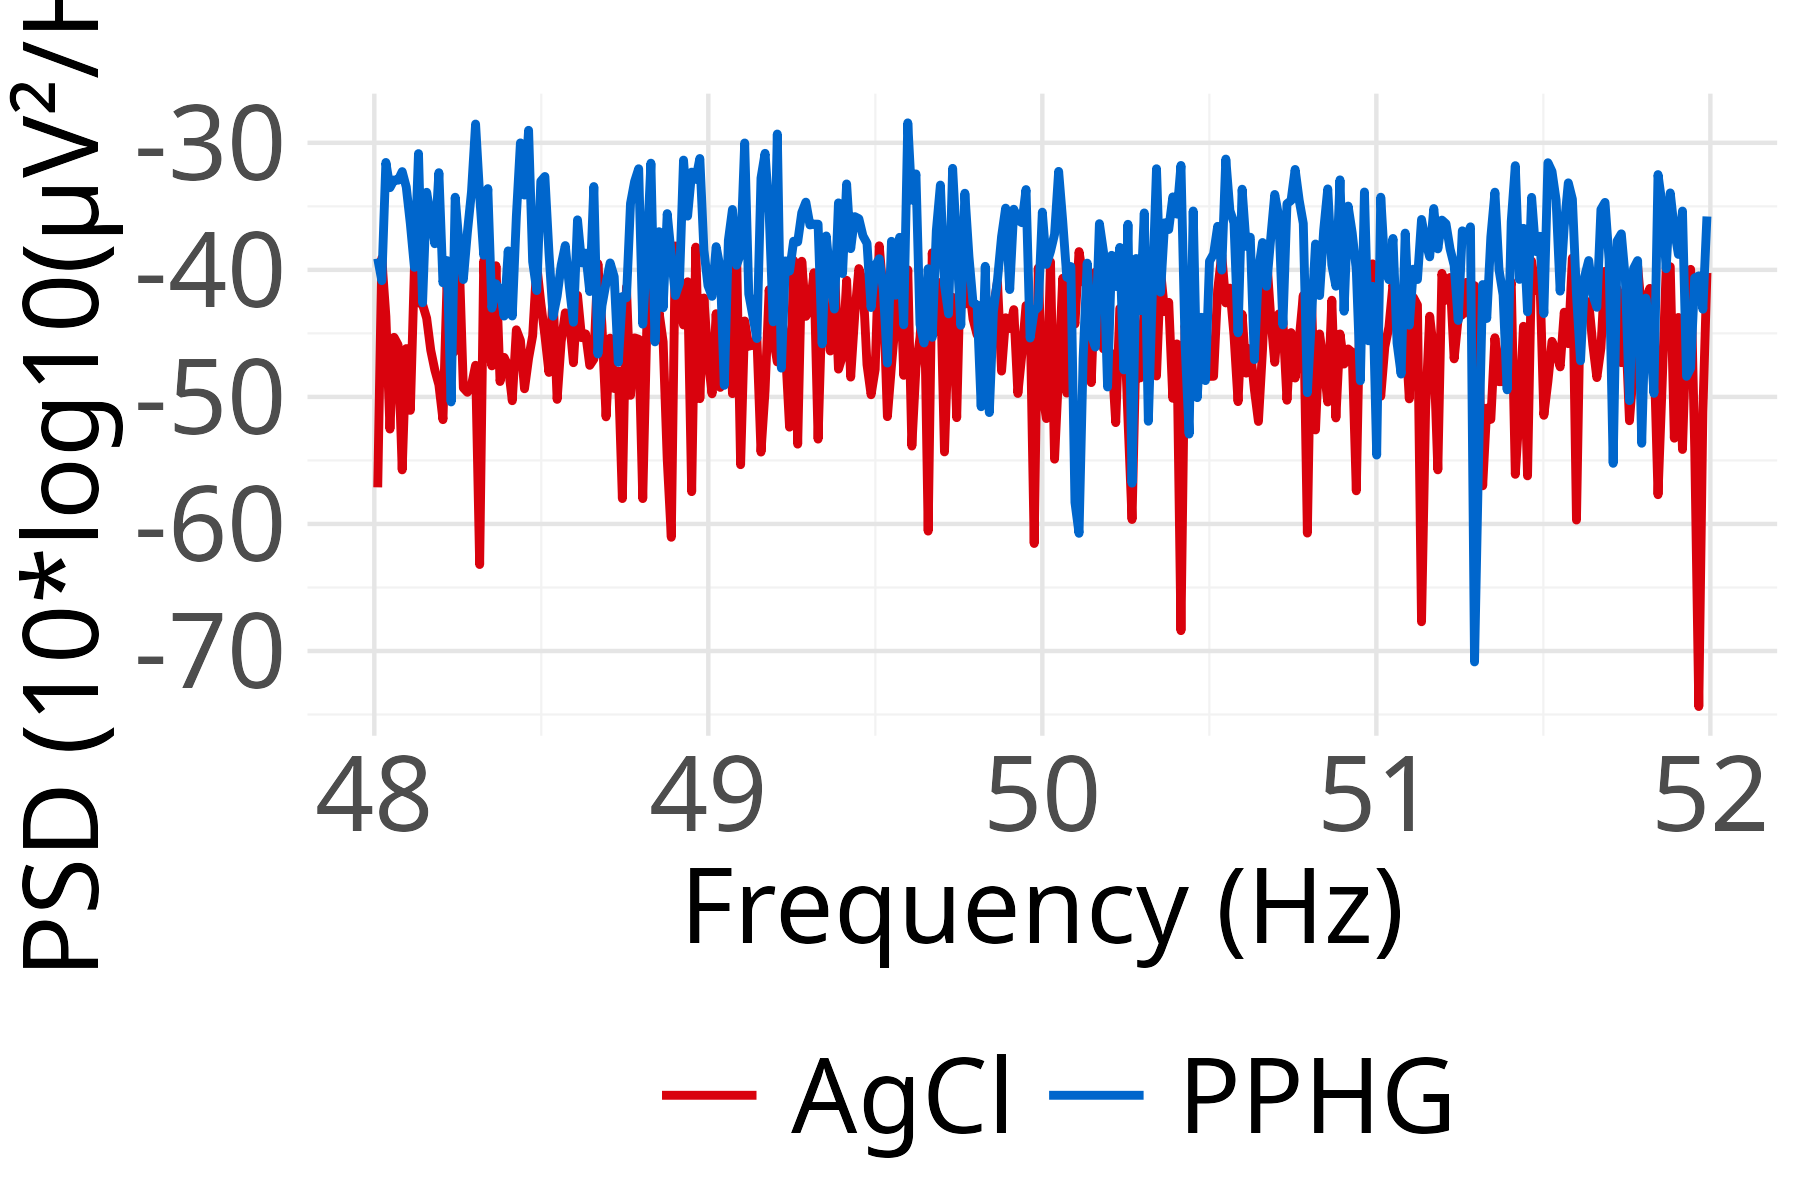 PSD (10*log10(µV²/H
-30
-40
-50
-60
-70
48 49 50 51 52
Frequency (Hz)
AgCl PPHG